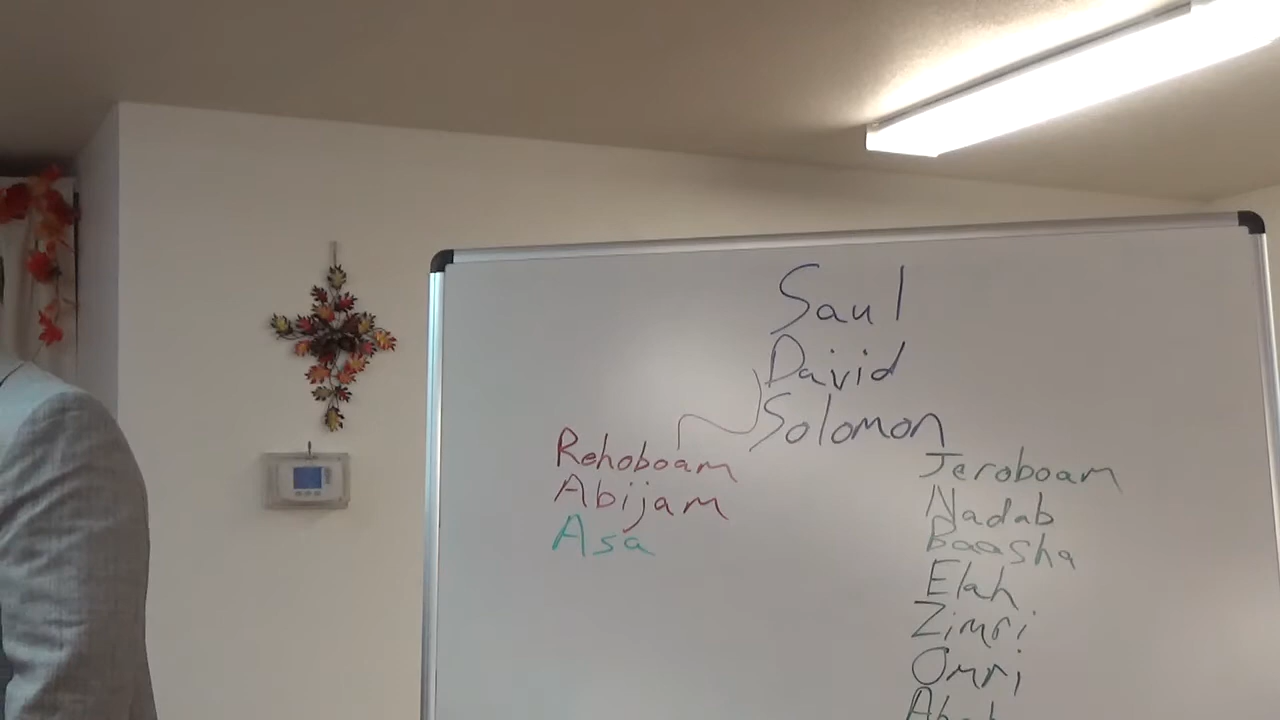 Saul
David
Solomon
Rehoboam
Abijam
Asa
Jeroboam
Nadab
Baasha
Elah
Zimri
Omri